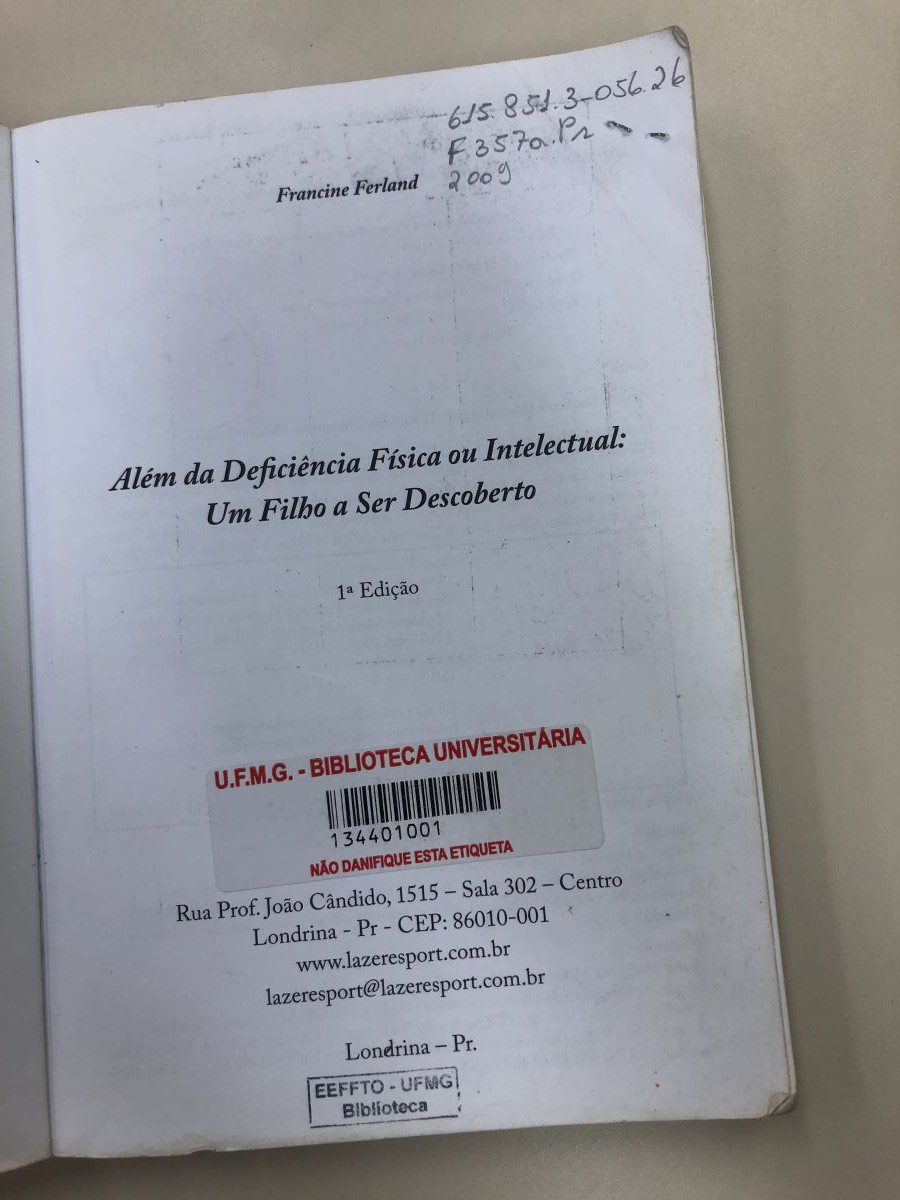 615.851.3-056.26
F357a.Pr
2009
Francine Ferland
Além da Deficiência Física ou Intelectual:
Um Filho a Ser Descoberto
1ª Edição
U.F.M.G. - BIBLIOTECA UNIVERSITÁRIA
134401001
NÃO DANIFIQUE ESTA ETIQUETA
Rua Prof. João Cândido, 1515 – Sala 302 – Centro
Londrina - Pr - CEP: 86010-001
www.lazeresport.com.br
lazeresport@lazeresport.com.br
Londrina – Pr.
EEFFTO - UFMG
Biblioteca